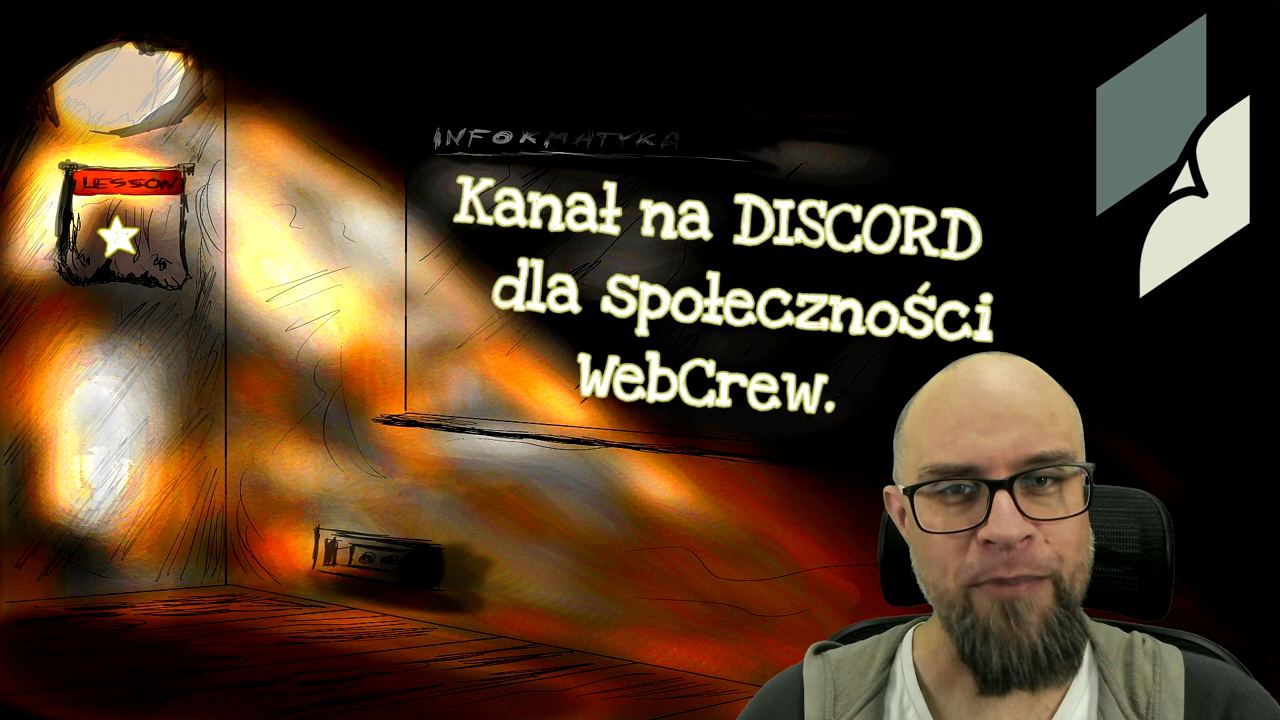 INFORMATYKA
LESSON
Kanał na DISCORD
dla społeczności
WebCrew.